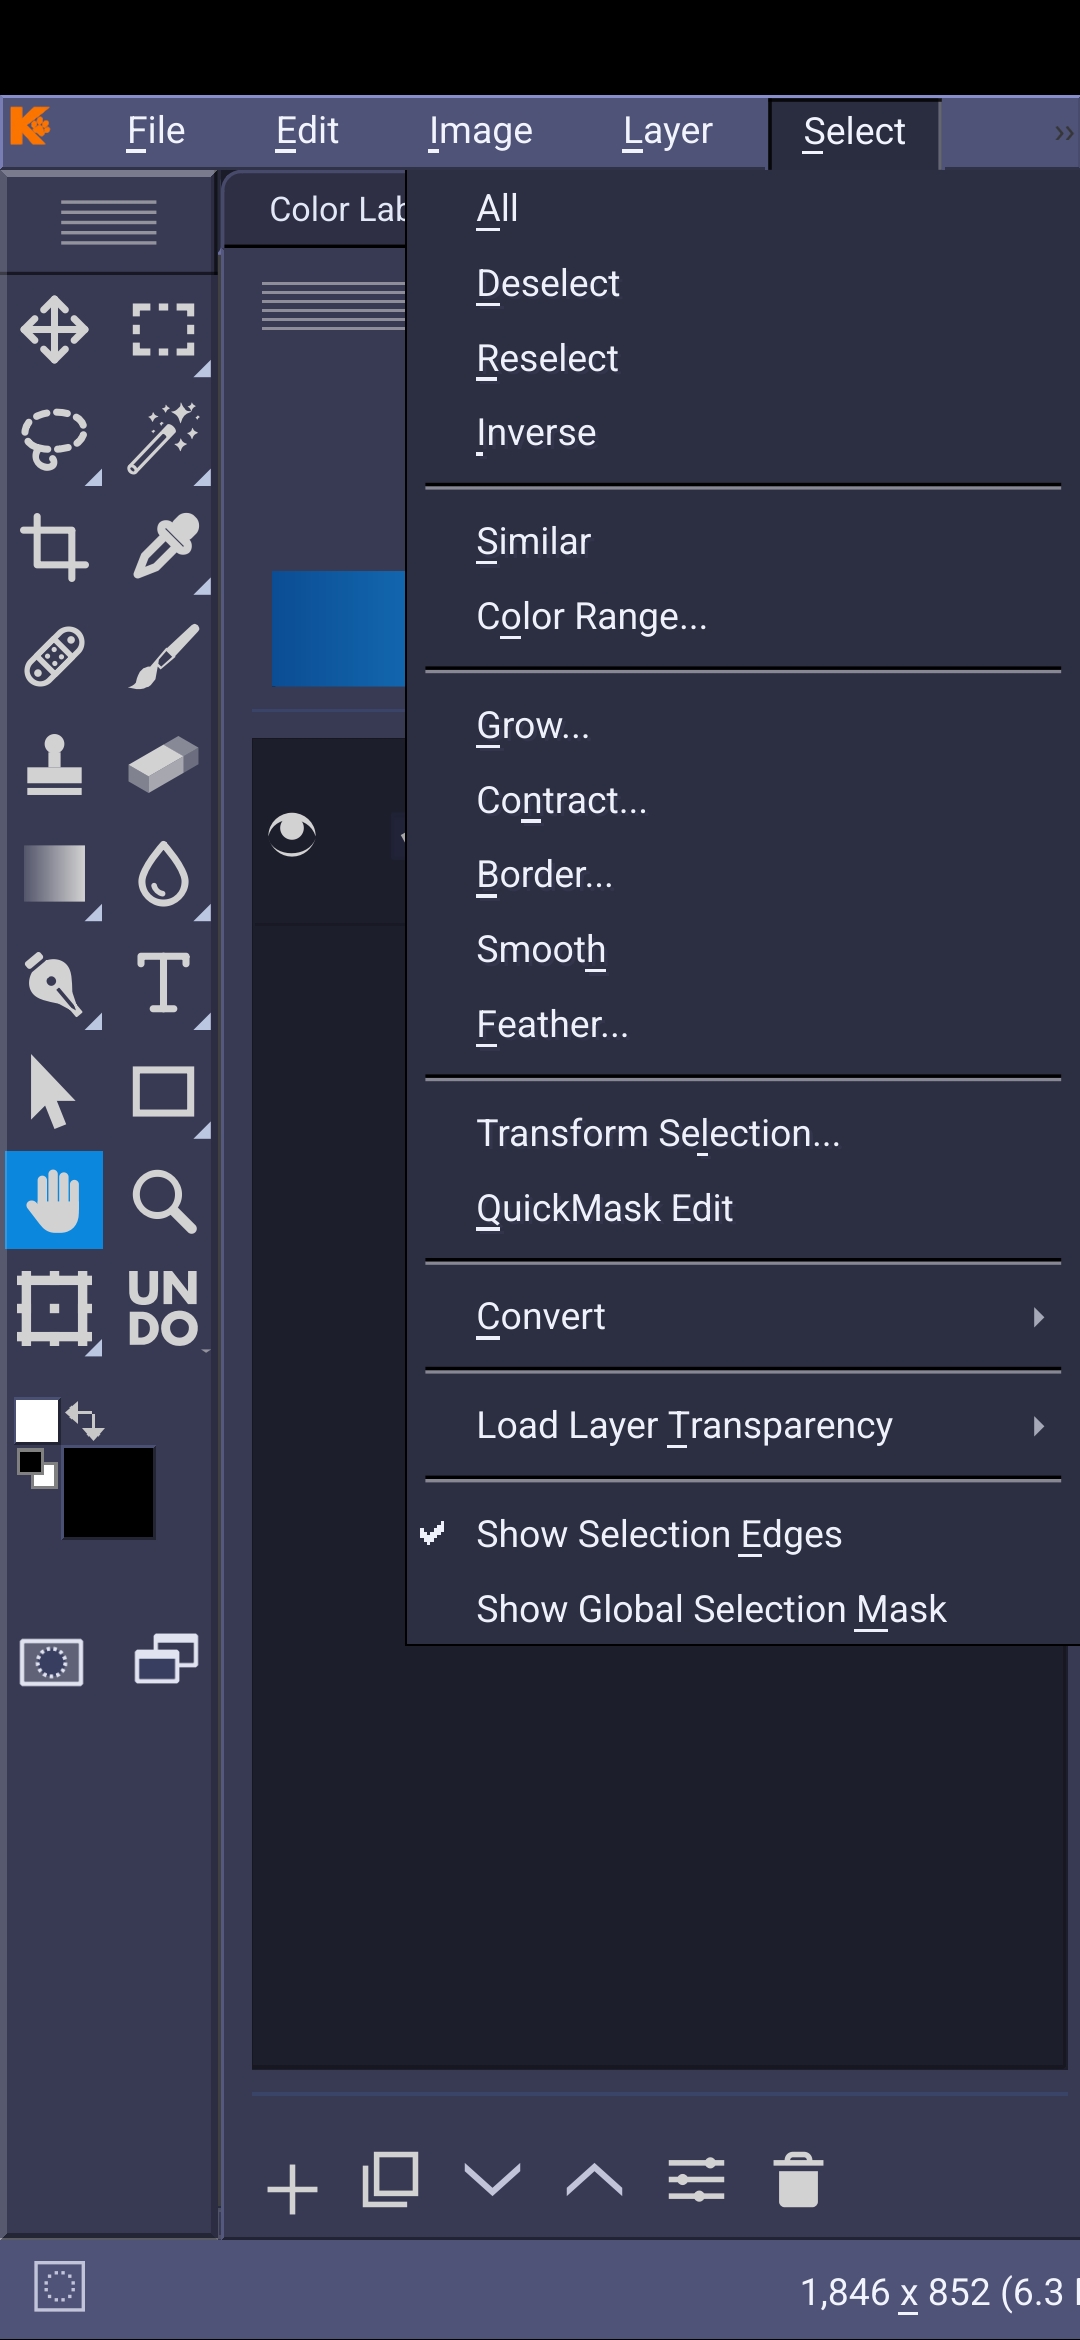 File Edit Image Layer Select »
Color Lab
All
Deselect
Reselect
Inverse
Similar
Color Range...
Grow...
Contract...
Border...
Smooth
Feather...
Transform Selection...
QuickMask Edit
Convert
Load Layer Transparency
Show Selection Edges
Show Global Selection Mask
T
UN
DO
1,846 x 852 (6.3